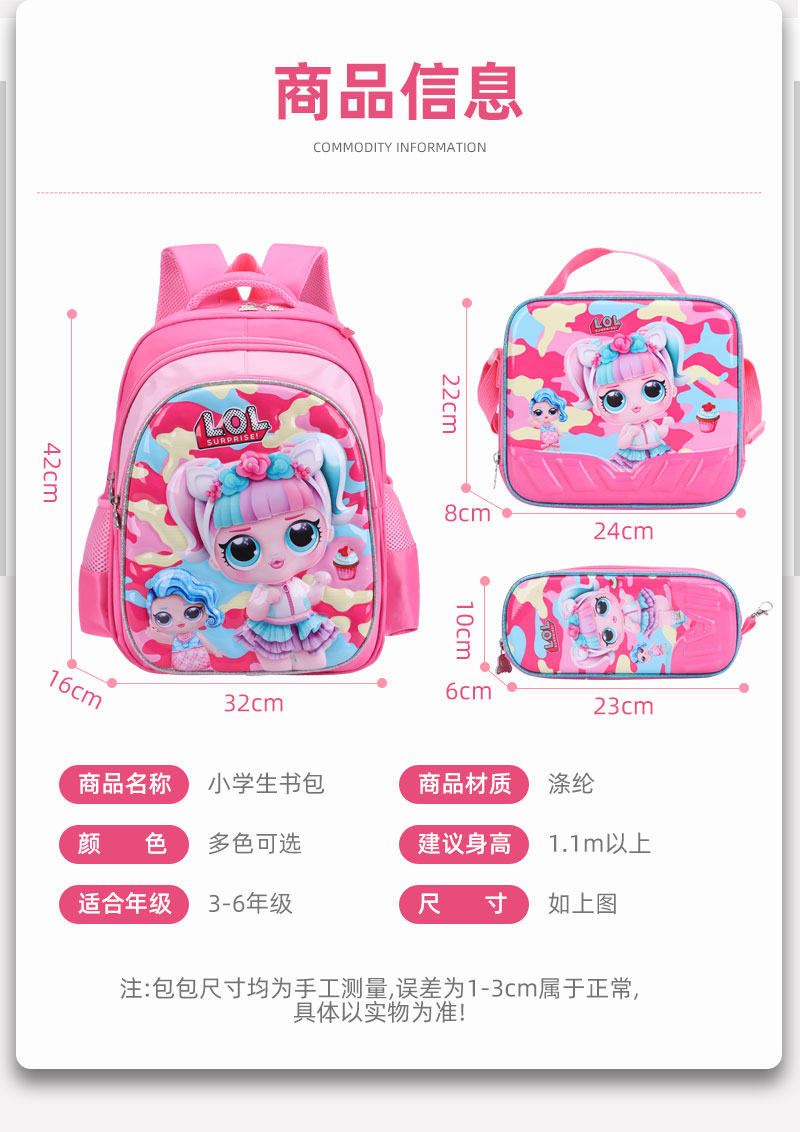 商品信息
COMMODITY INFORMATION
LOL
SURPRISE!
42cm
16cm
32cm
LOL
SURPRISE!
22cm
8cm
24cm
LOL
10cm
6cm
23cm
商品名称 小学生书包
商品材质 涤纶
颜 色 多色可选
建议身高 1.1m以上
适合年级 3-6年级
尺 寸 如上图
注:包包尺寸均为手工测量,误差为1-3cm属于正常,
具体以实物为准!